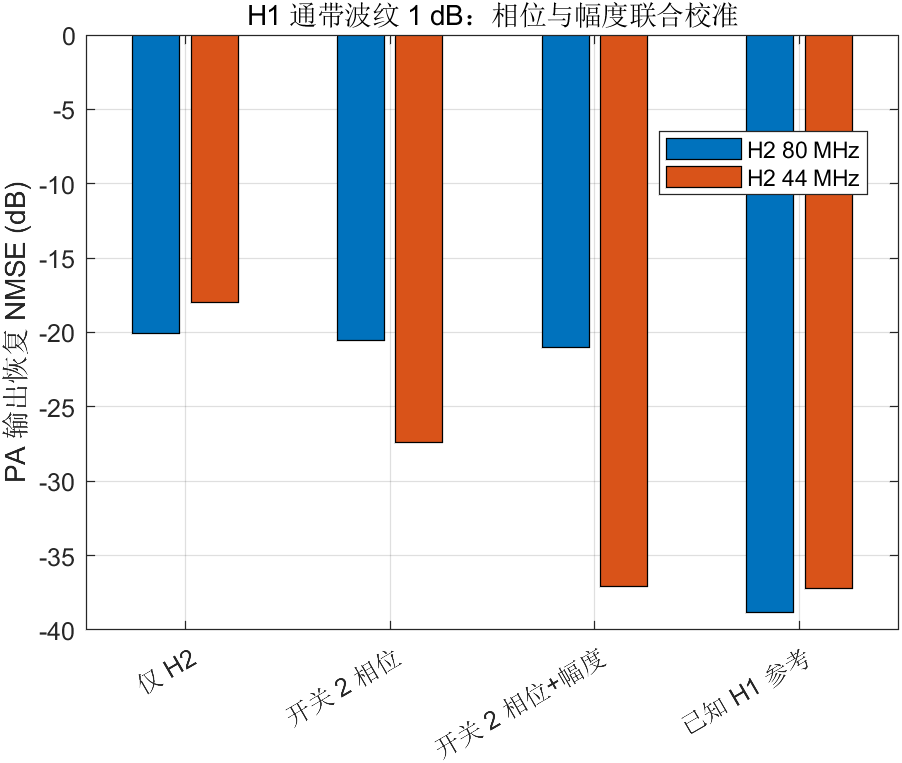 H1 通带波纹 1 dB：相位与幅度联合校准
PA 输出恢复 NMSE (dB)
0
-5
-10
-15
-20
-25
-30
-35
-40
H2 80 MHz
H2 44 MHz
仅 H2
开关 2 相位
开关 2 相位+幅度
已知 H1 参考